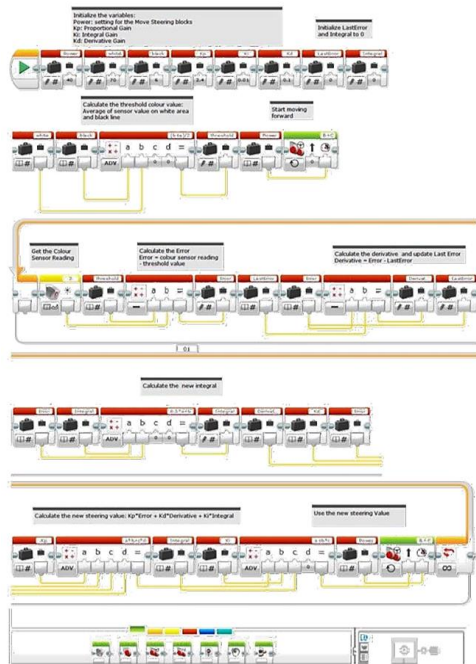 Initialize the variables:
Power: setting for the Move Steering blocks
Kp: Proportional Gain
Ki: Integral Gain
Kd: Derivative Gain
Initialize LastError
and Integral to 0
Power
white
black
Kp
Ki
Kd
LastError
Integral
Calculate the threshold colour value:
Average of sensor value on white area
and black line
Start moving
forward
white
black
threshold
Power
B+C
a b c d =
ADV
Get the Colour
Sensor Reading
Calculate the Error
Error = colour sensor reading
- threshold value
Calculate the derivative and update Last Error
Derivative = Error - LastError
3
Threshold
Error
LastError
Error
Derivat..
LastError
a b =
a b =
01
Calculate the new integral
Error
Integral
Integral
Derivat..
Kd
Error
a b c d =
ADV
Calculate the new steering value: Kp*Error + Kd*Derivative + Ki*Integral
Use the new steering Value
Kp
Integral
Ki
Power
a b c d =
a b c d =
ADV
ADV